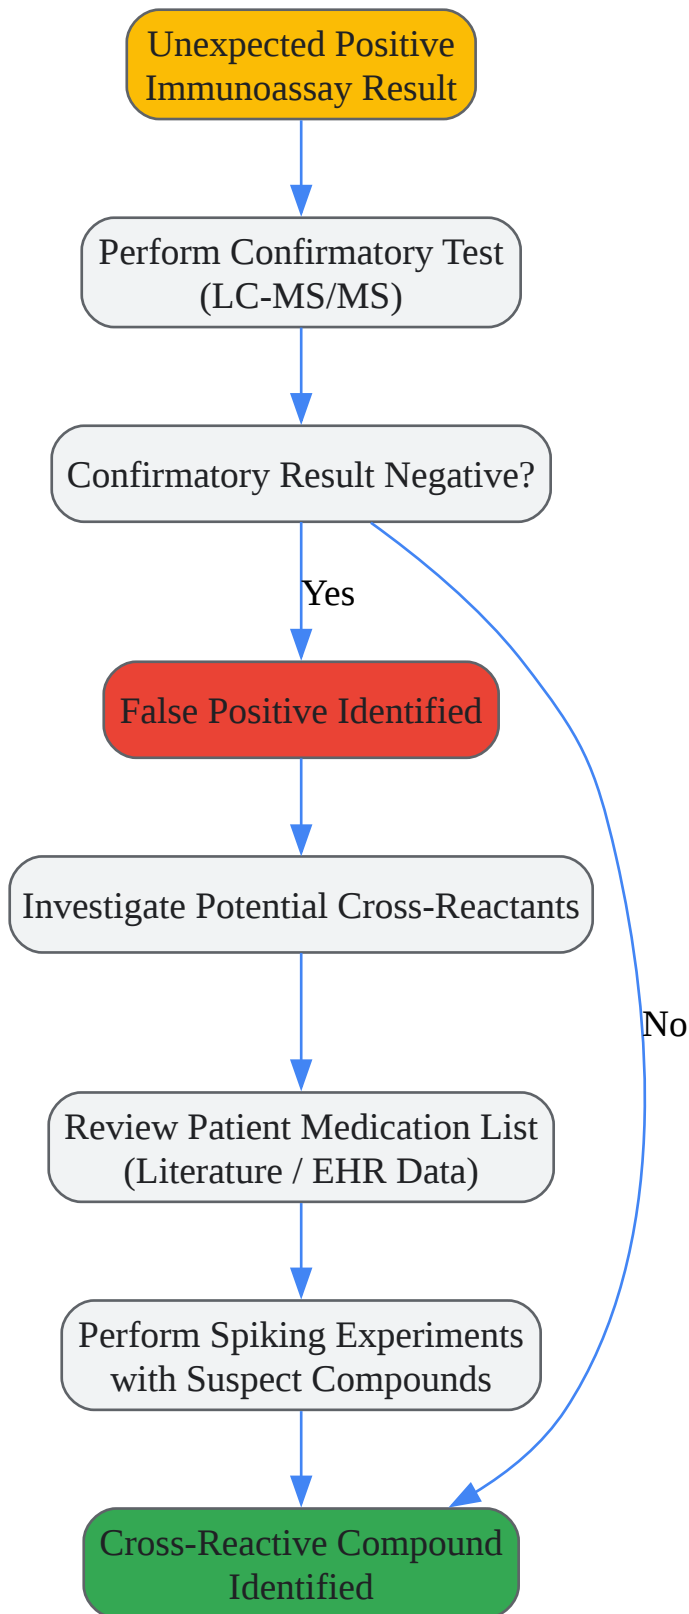 Unexpected Positive
Immunoassay Result
Perform Confirmatory Test
(LC-MS/MS)
Confirmatory Result Negative?
Yes
False Positive Identified
Investigate Potential Cross-Reactants
No
Review Patient Medication List
(Literature / EHR Data)
Perform Spiking Experiments
with Suspect Compounds
Cross-Reactive Compound
Identified